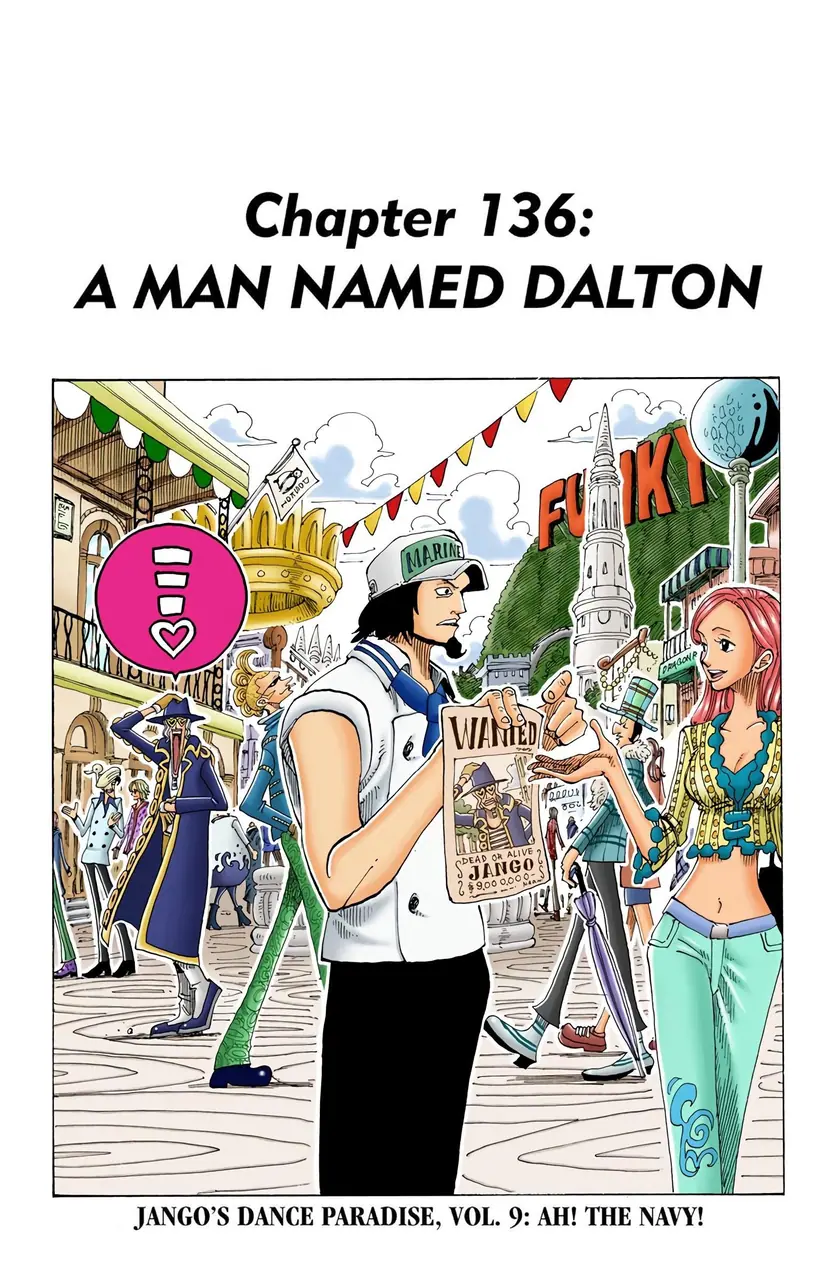 Chapter 136:
A MAN NAMED DALTON
FUNKY
MARINE
WANTED
DEAD OR ALIVE
JANGO
JANGO'S DANCE PARADISE, VOL. 9: AH! THE NAVY!